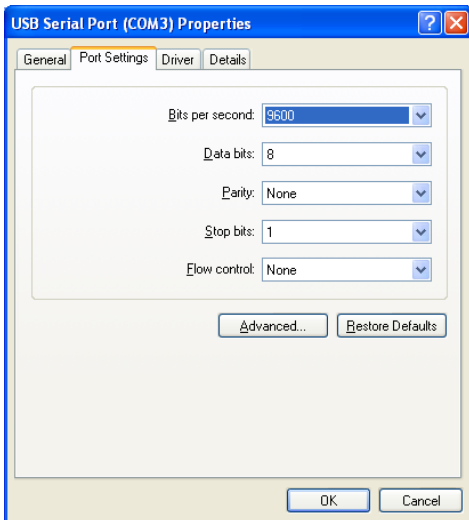 USB Serial Port (COM3) Properties
General Port Settings Driver Details
Bits per second: 9600
Data bits: 8
Parity: None
Stop bits: 1
Flow control: None
Advanced... Restore Defaults
OK Cancel